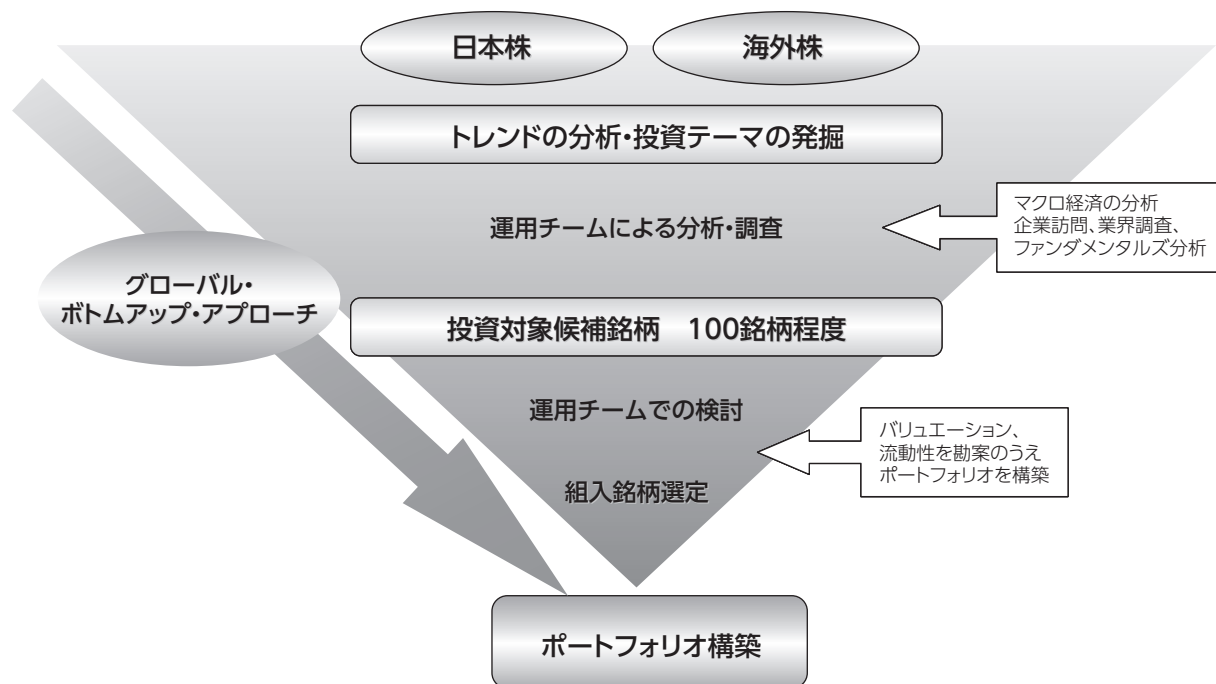 日本株
海外株
トレンドの分析・投資テーマの発掘
運用チームによる分析・調査
マクロ経済の分析
企業訪問、業界調査、
ファンダメンタルズ分析
グローバル・
ボトムアップ・アプローチ
投資対象候補銘柄　100銘柄程度
運用チームでの検討
バリュエーション、
流動性を勘案のうえ
ポートフォリオを構築
組入銘柄選定
ポートフォリオ構築